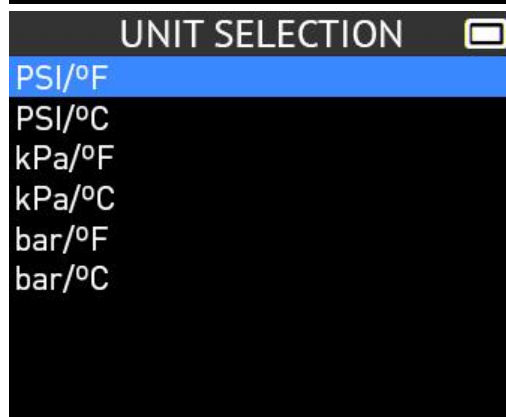 UNIT SELECTION
PSI/ºF
PSI/ºC
kPa/ºF
kPa/ºC
bar/ºF
bar/ºC